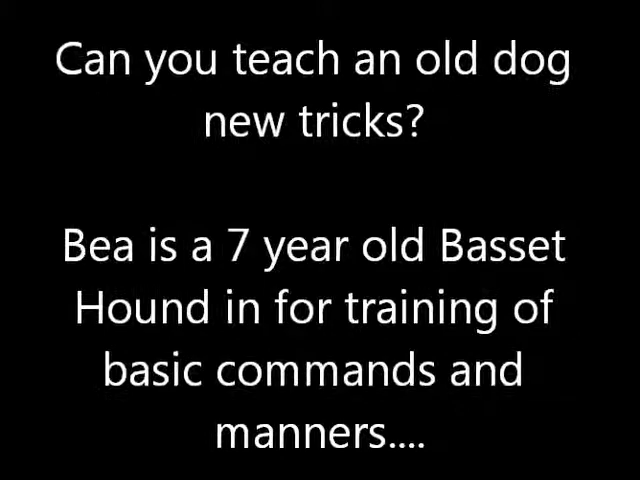 Can you teach an old dog
new tricks?
Bea is a 7 year old Basset
Hound in for training of
basic commands and
manners....